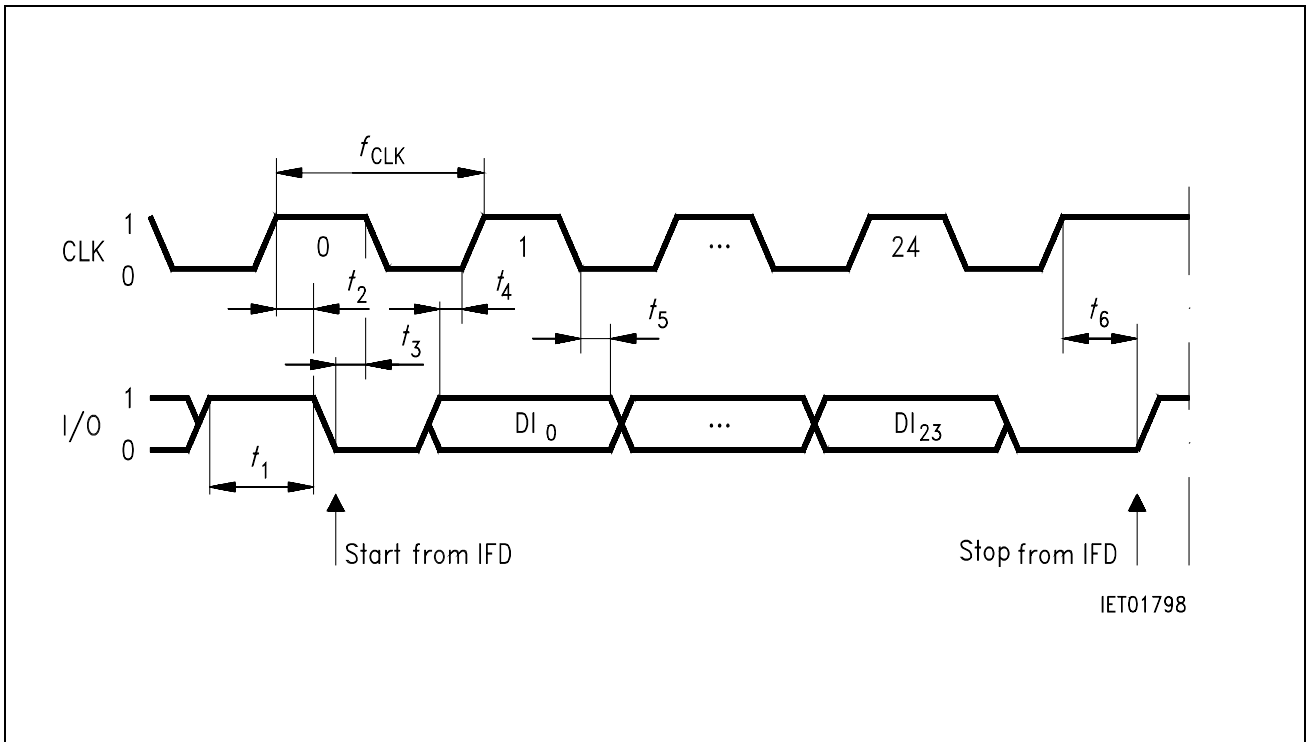 fCLK
1
CLK
0
0
1
...
24
t2
t4
t3
t5
t6
1
I/O
0
DI0
...
DI23
t1
Start from IFD
Stop from IFD
IET01798